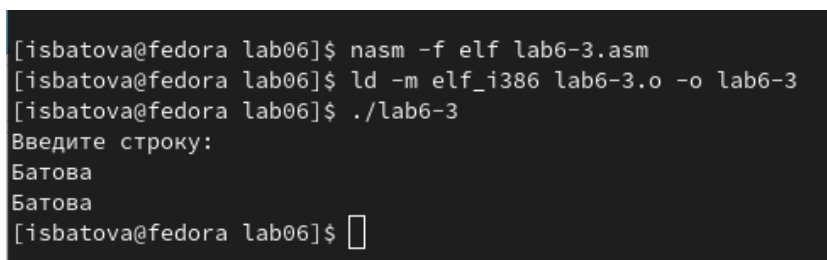 [isbatova@fedora lab06]$ nasm -f elf lab6-3.asm
[isbatova@fedora lab06]$ ld -m elf_i386 lab6-3.o -o lab6-3
[isbatova@fedora lab06]$ ./lab6-3
Введите строку:
Батова
Батова
[isbatova@fedora lab06]$